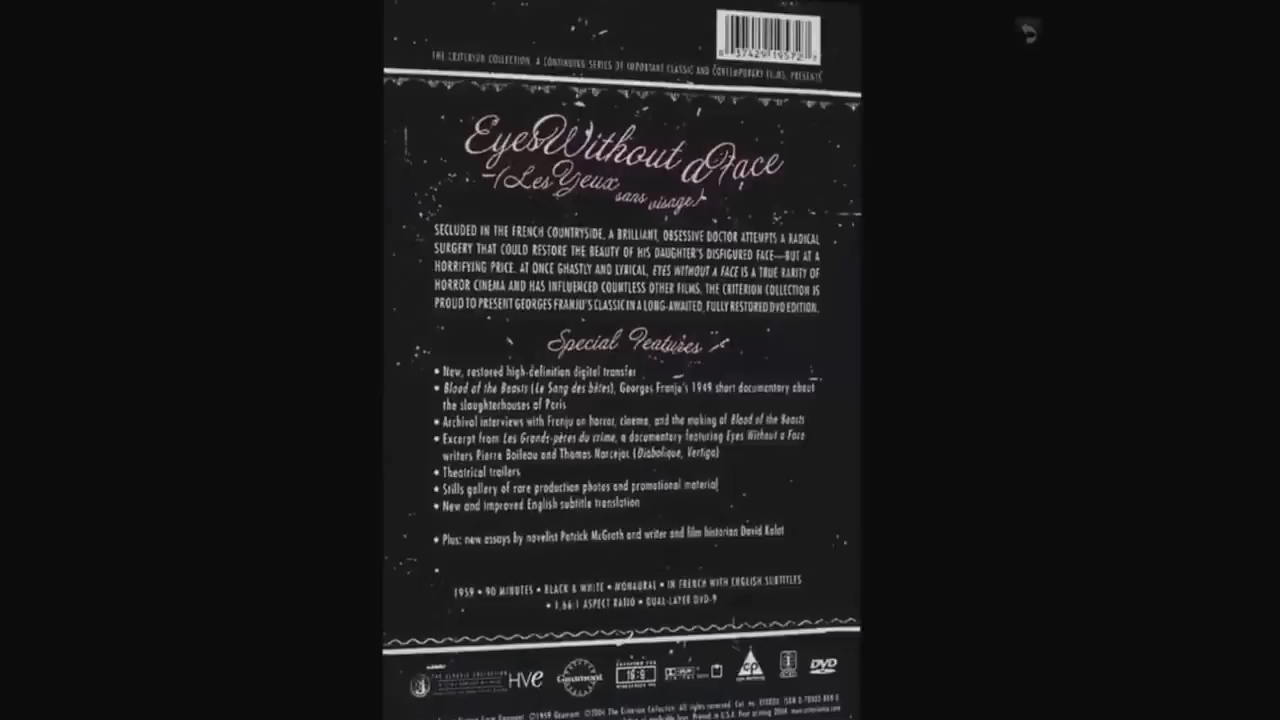 THE CRITERION COLLECTION, A CONTINUING SERIES OF IMPORTANT CLASSIC AND CONTEMPORARY FILMS, PRESENTS
Eyes Without a Face
(Les Yeux sans visage)
SECLUDED IN THE FRENCH COUNTRYSIDE, A BRILLIANT, OBSESSIVE DOCTOR ATTEMPTS A RADICAL
SURGERY THAT COULD RESTORE THE BEAUTY OF HIS DAUGHTER'S DISFIGURED FACE—BUT AT A
HORRIFYING PRICE. AT ONCE GHASTLY AND LYRICAL, EYES WITHOUT A FACE IS A TRUE RARITY OF
HORROR CINEMA AND HAS INFLUENCED COUNTLESS OTHER FILMS. THE CRITERION COLLECTION IS
PROUD TO PRESENT GEORGES FRANJU'S CLASSIC IN A LONG-AWAITED, FULLY RESTORED DVD EDITION.
Special Features
• New, restored high-definition digital transfer
• Blood of the Beasts (Le Sang des bêtes), Georges Franju's 1949 short documentary about
the slaughterhouses of Paris
• Archival interviews with Franju on horror, cinema, and the making of Blood of the Beasts
• Excerpt from Les Grands-pères du crime, a documentary featuring Eyes Without a Face
writers Pierre Boileau and Thomas Narcejac (Diabolique, Vertigo)
• Theatrical trailers
• Stills gallery of rare production photos and promotional material
• New and improved English subtitle translation
• Plus: new essays by novelist Patrick McGrath and writer and film historian David Kalat
1959 • 90 MINUTES • BLACK & WHITE • MONAURAL • IN FRENCH WITH ENGLISH SUBTITLES
• 1.66:1 ASPECT RATIO • DUAL-LAYER DVD-9
HVe Gaumont 16:9 DVD
©1959 Gaumont. ©2004 The Criterion Collection. All rights reserved.